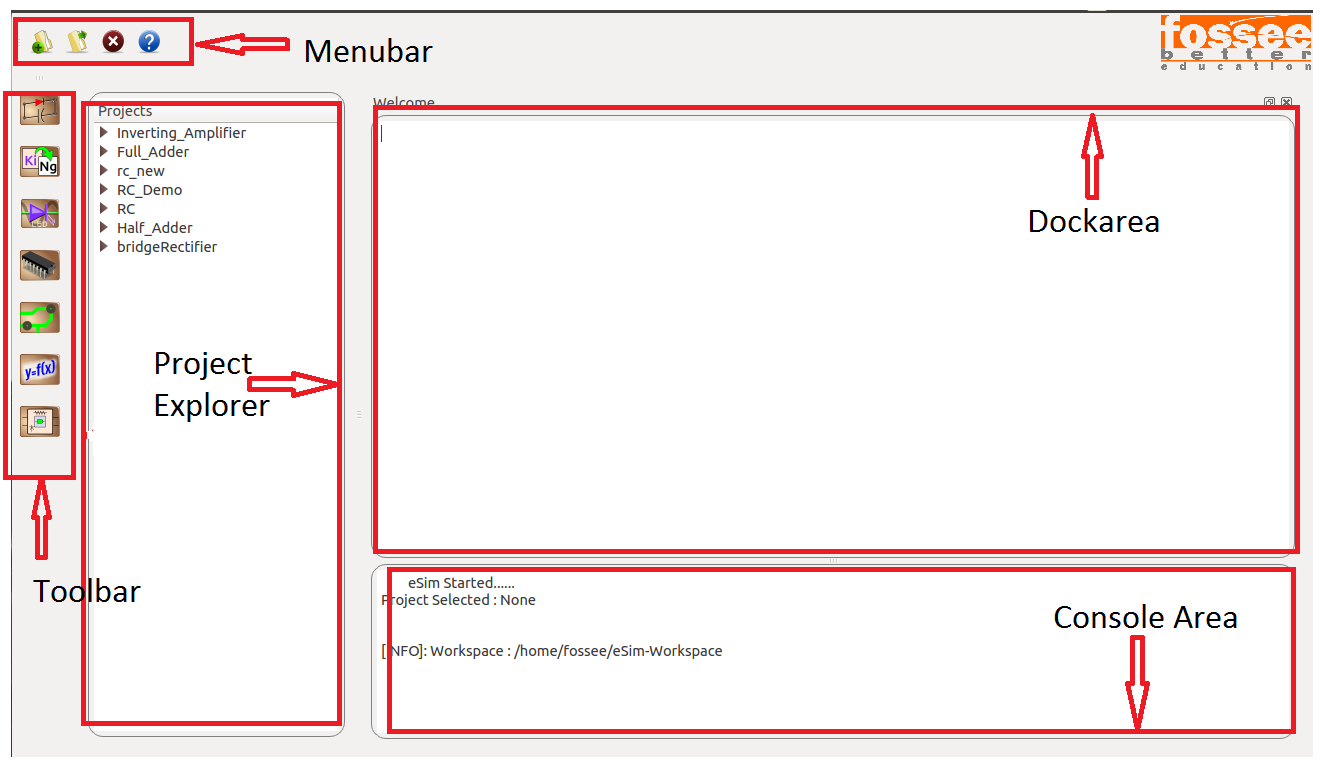 Menubar
fossee
better
education
Projects
Inverting_Amplifier
Full_Adder
rc_new
RC_Demo
RC
Half_Adder
bridgeRectifier
Welcome
Dockarea
Ki
Ng
y=f(x)
Project
Explorer
Toolbar
eSim Started......
Project Selected : None
[INFO]: Workspace : /home/fossee/eSim-Workspace
Console Area